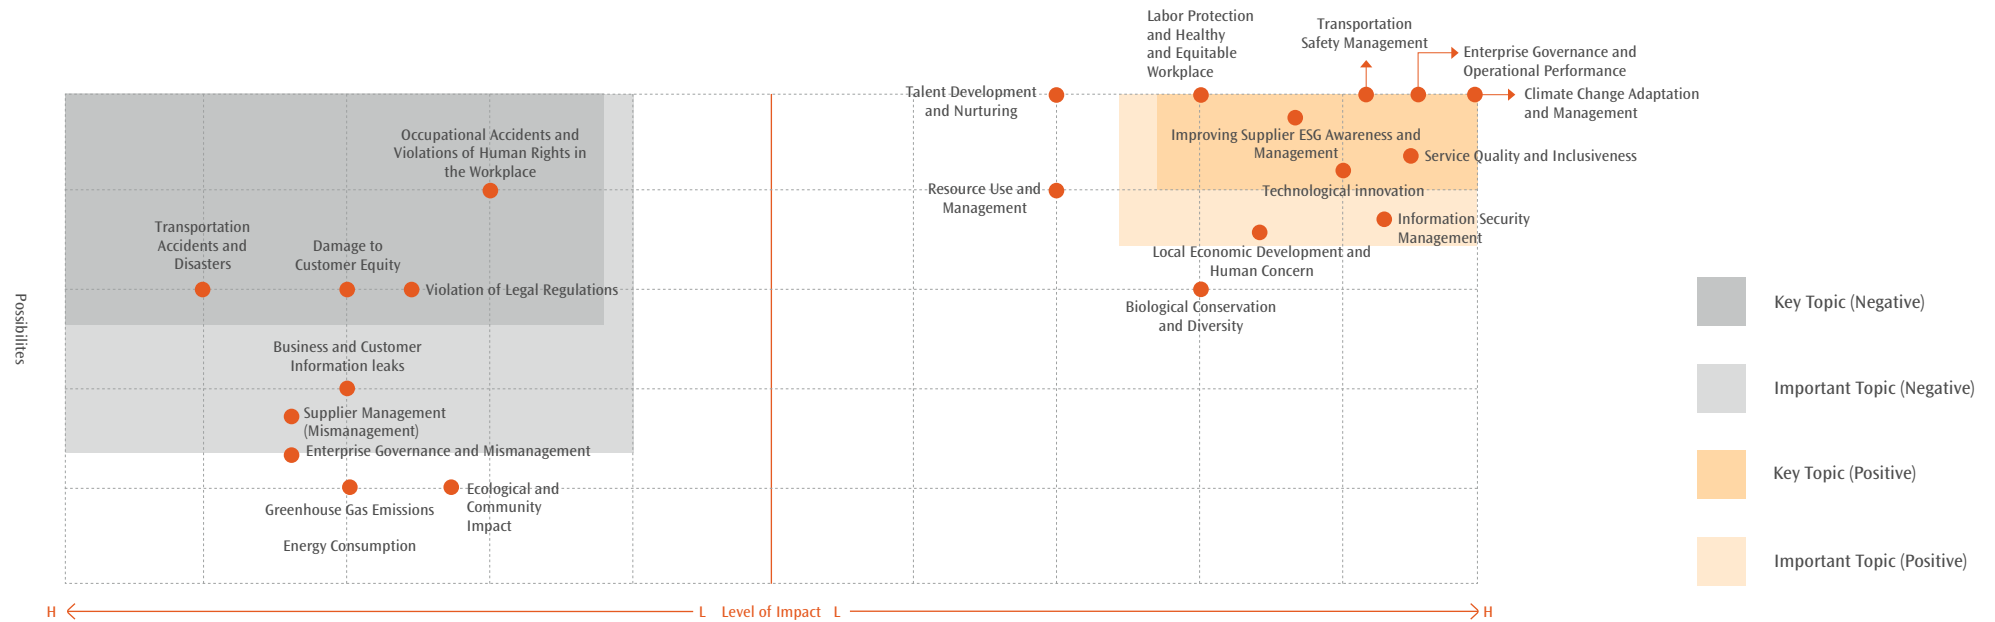 Labor Protection
and Healthy
and Equitable
Workplace
Transportation
Safety Management
Enterprise Governance and
Operational Performance
Talent Development
and Nurturing
Climate Change Adaptation
and Management
Occupational Accidents and
Violations of Human Rights in
the Workplace
Improving Supplier ESG Awareness and
Management
Service Quality and Inclusiveness
Resource Use and
Management
Technological innovation
Transportation
Accidents and
Disasters
Damage to
Customer Equity
Information Security
Management
Local Economic Development and
Human Concern
Violation of Legal Regulations
Biological Conservation
and Diversity
Possibilites
Business and Customer
Information leaks
Supplier Management
(Mismanagement)
Enterprise Governance and Mismanagement
Greenhouse Gas Emissions
Energy Consumption
Ecological and
Community
Impact
Key Topic (Negative)
Important Topic (Negative)
Key Topic (Positive)
Important Topic (Positive)
H L Level of Impact L H